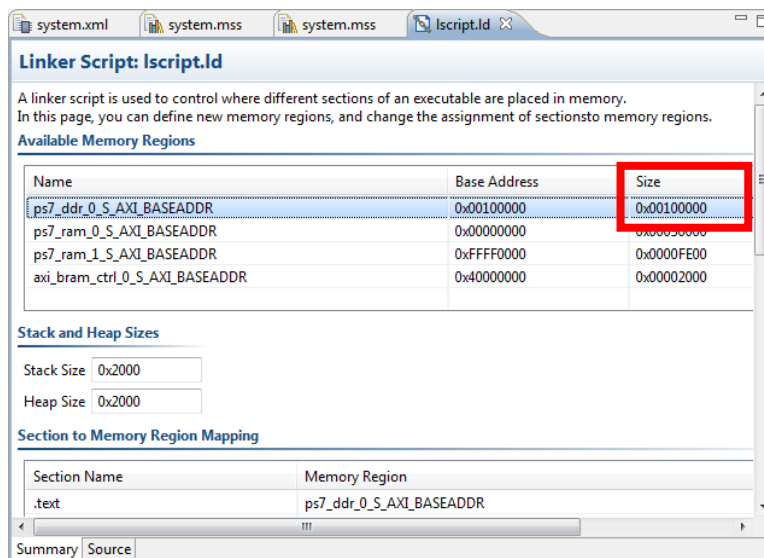 system.xml system.mss system.mss lscript.ld
Linker Script: lscript.ld
A linker script is used to control where different sections of an executable are placed in memory.
In this page, you can define new memory regions, and change the assignment of sectionsto memory regions.
Available Memory Regions
Name Base Address Size
ps7_ddr_0_S_AXI_BASEADDR 0x00100000 0x00100000
ps7_ram_0_S_AXI_BASEADDR 0x00000000
ps7_ram_1_S_AXI_BASEADDR 0xFFFF0000 0x0000FE00
axi_bram_ctrl_0_S_AXI_BASEADDR 0x40000000 0x00002000
Stack and Heap Sizes
Stack Size 0x2000
Heap Size 0x2000
Section to Memory Region Mapping
Section Name Memory Region
.text ps7_ddr_0_S_AXI_BASEADDR
Summary Source